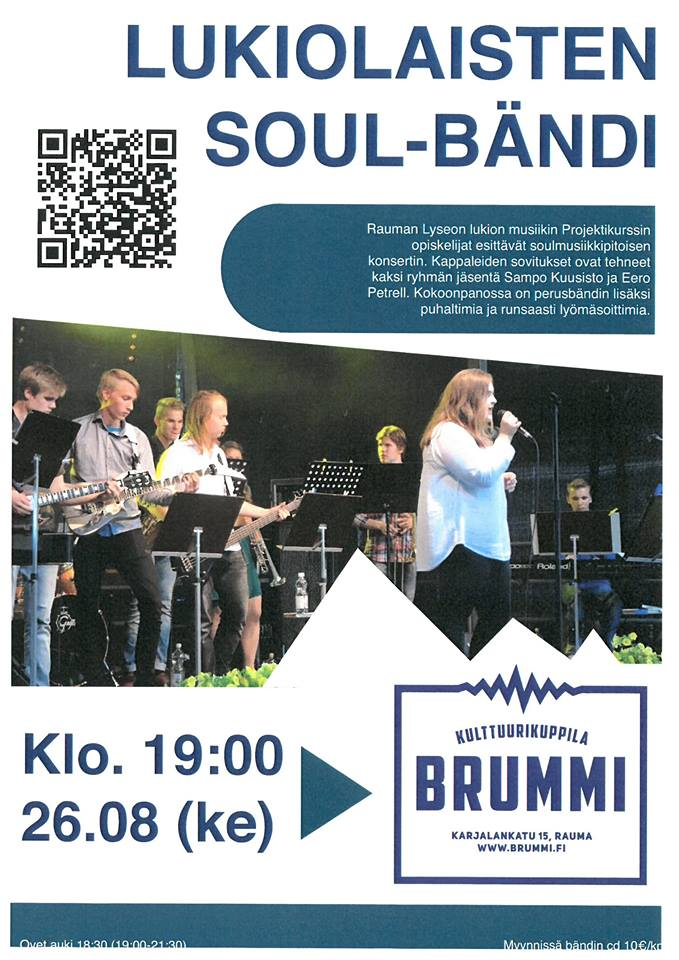 LUKIOLAISTEN
SOUL-BÄNDI
Rauman Lyseon lukion musiikin Projektikurssin
opiskelijat esittävät soulmusiikkipitoisen
konsertin. Kappaleiden sovitukset ovat tehneet
kaksi ryhmän jäsentä Sampo Kuusisto ja Eero
Petrell. Kokoonpanossa on perusbändin lisäksi
puhaltimia ja runsaasti lyömäsoittimia.
Roland
Klo. 19:00
26.08 (ke)
KULTTUURIKUPPILA
BRUMMI
KARJALANKATU 15, RAUMA
WWW.BRUMMI.FI
Ovet auki 18:30 (19:00-21:30)
Myynnissä bändin cd 10€/kpl